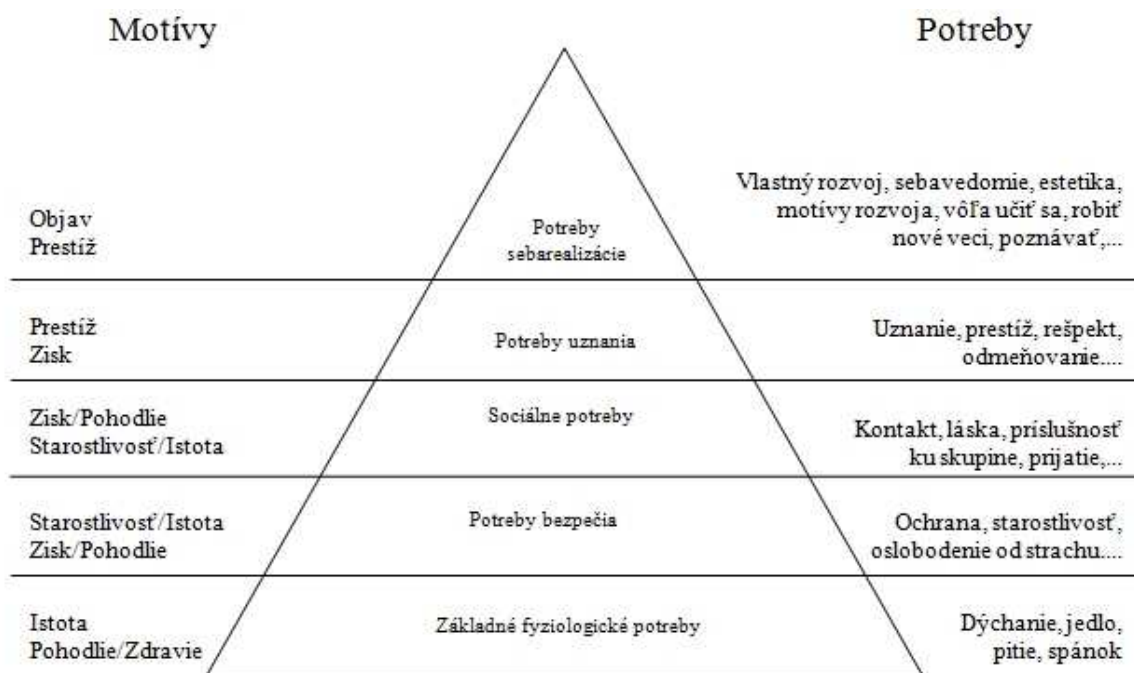 Motívy
Potreby
Objav
Prestíž
Potreby
sebarealizácie
Vlastný rozvoj, sebavedomie, estetika,
motívy rozvoja, vôľa učiť sa, robiť
nové veci, poznávať,...
Prestíž
Zisk
Potreby uznania
Uznanie, prestíž, rešpekt,
odmeňovanie....
Zisk/Pohodlie
Starostlivosť/Istota
Sociálne potreby
Kontakt, láska, príslušnosť
ku skupine, prijatie,...
Starostlivosť/Istota
Zisk/Pohodlie
Potreby bezpečia
Ochrana, starostlivosť,
oslobodenie od strachu....
Istota
Pohodlie/Zdravie
Základné fyziologické potreby
Dýchanie, jedlo,
pitie, spánok